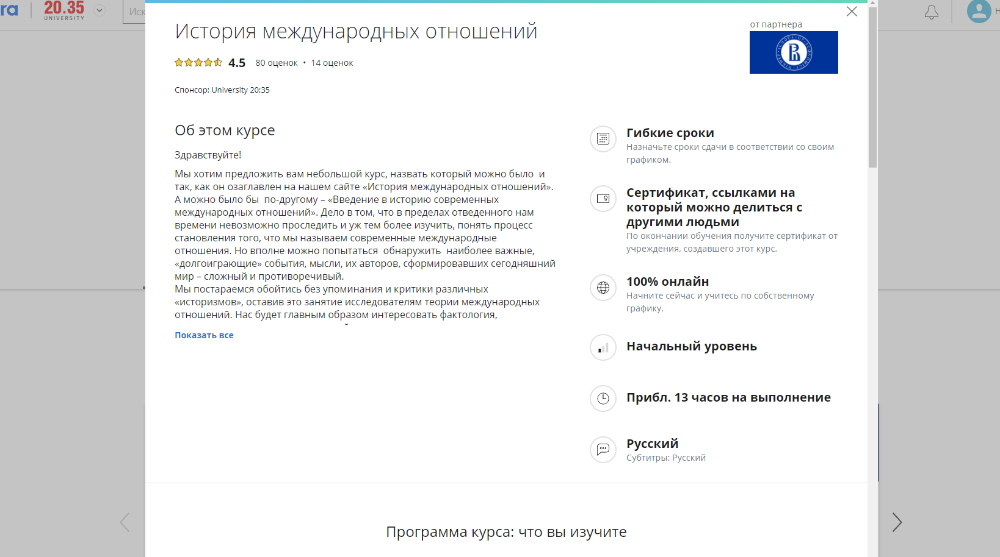 ra
20.35
UNIVERSITY
Иск
Н
История международных отношений
от партнера
4.5 80 оценок • 14 оценок
Спонсор: University 20:35
Об этом курсе
Здравствуйте!
Мы хотим предложить вам небольшой курс, назвать который можно было и
так, как он озаглавлен на нашем сайте «История международных отношений».
А можно было бы по-другому – «Введение в историю современных
международных отношений». Дело в том, что в пределах отведенного нам
времени невозможно проследить и уж тем более изучить, понять процесс
становления того, что мы называем современные международные
отношения. Но вполне можно попытаться обнаружить наиболее важные,
«долгоиграющие» события, мысли, их авторов, сформировавших сегодняшний
мир – сложный и противоречивый.
Мы постараемся обойтись без упоминания и критики различных
«историзмов», оставив это занятие исследователям теории международных
отношений. Нас будет главным образом интересовать фактология,
Показать все
Гибкие сроки
Назначьте сроки сдачи в соответствии со своим
графиком.
Сертификат, ссылками на
который можно делиться с
другими людьми
По окончании обучения получите сертификат от
учреждения, создавшего этот курс.
100% онлайн
Начните сейчас и учитесь по собственному
графику.
Начальный уровень
Прибл. 13 часов на выполнение
Русский
Субтитры: Русский
Программа курса: что вы изучите